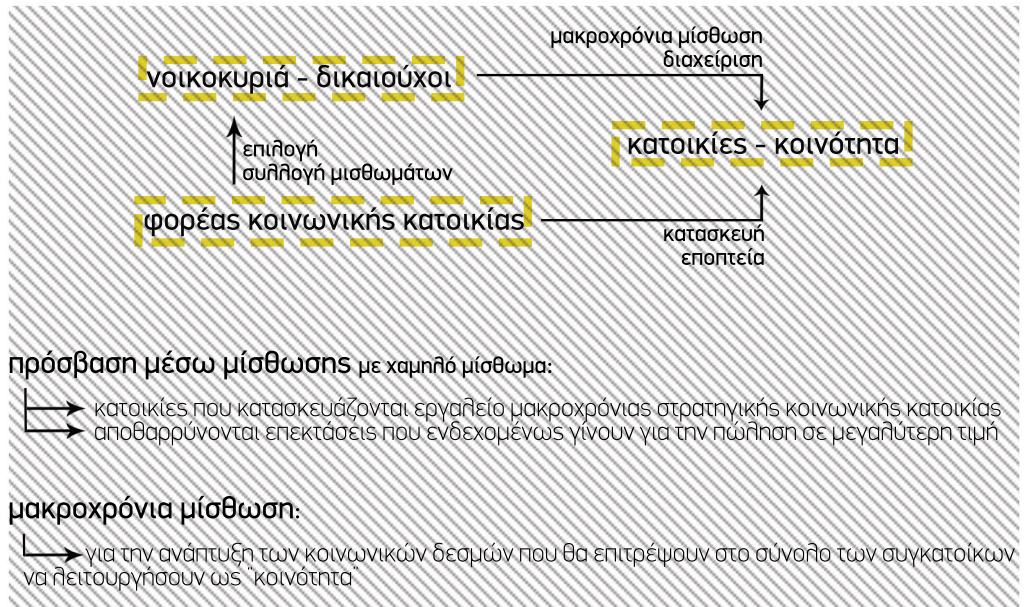 μακροχρόνια μίσθωση
διαχείριση
νοικοκυριά - δικαιούχοι
κατοικίες - κοινότητα
επιλογή
συλλογή μισθωμάτων
φορέας κοινωνικής κατοικίας
κατασκευή
εποπτεία
πρόσβαση μέσω μίσθωσης με χαμηλό μίσθωμα:
κατοικίες που κατασκευάζονται εργαλείο μακροχρόνιας στρατηγικής κοινωνικής κατοικίας
αποθαρρύνονται επεκτάσεις που ενδεχομένως γίνουν για την πώληση σε μεγαλύτερη τιμή
μακροχρόνια μίσθωση:
για την ανάπτυξη των κοινωνικών δεσμών που θα επιτρέψουν στο σύνολο των συγκατοίκων
να λειτουργήσουν ως "κοινότητα"